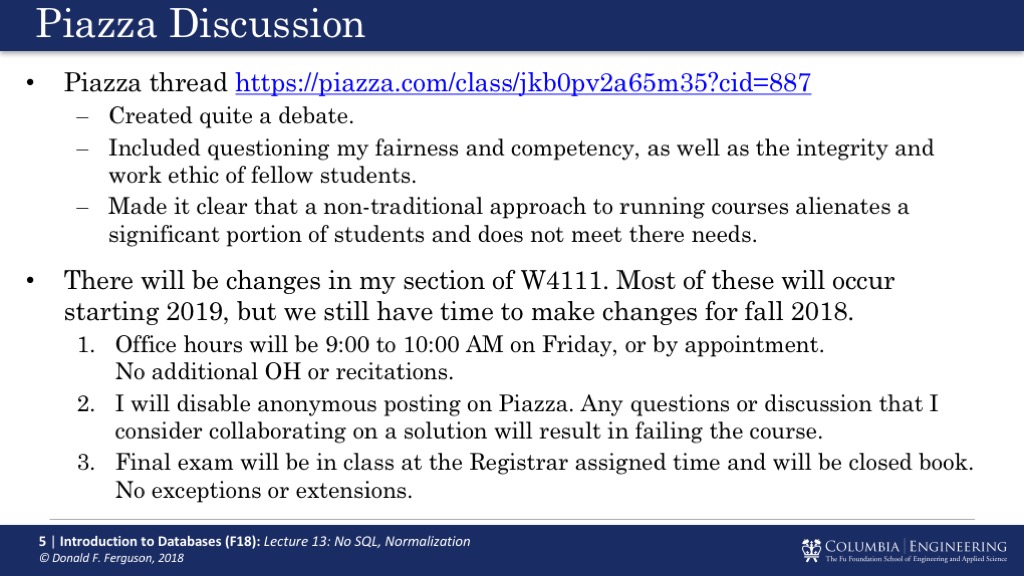 Piazza Discussion
• Piazza thread https://piazza.com/class/jkb0pv2a65m35?cid=887
– Created quite a debate.
– Included questioning my fairness and competency, as well as the integrity and
work ethic of fellow students.
– Made it clear that a non-traditional approach to running courses alienates a
significant portion of students and does not meet there needs.
• There will be changes in my section of W4111. Most of these will occur
starting 2019, but we still have time to make changes for fall 2018.
1. Office hours will be 9:00 to 10:00 AM on Friday, or by appointment.
No additional OH or recitations.
2. I will disable anonymous posting on Piazza. Any questions or discussion that I
consider collaborating on a solution will result in failing the course.
3. Final exam will be in class at the Registrar assigned time and will be closed book.
No exceptions or extensions.
5 | Introduction to Databases (F18): Lecture 13: No SQL, Normalization
© Donald F. Ferguson, 2018
COLUMBIA | ENGINEERING
The Fu Foundation School of Engineering and Applied Science